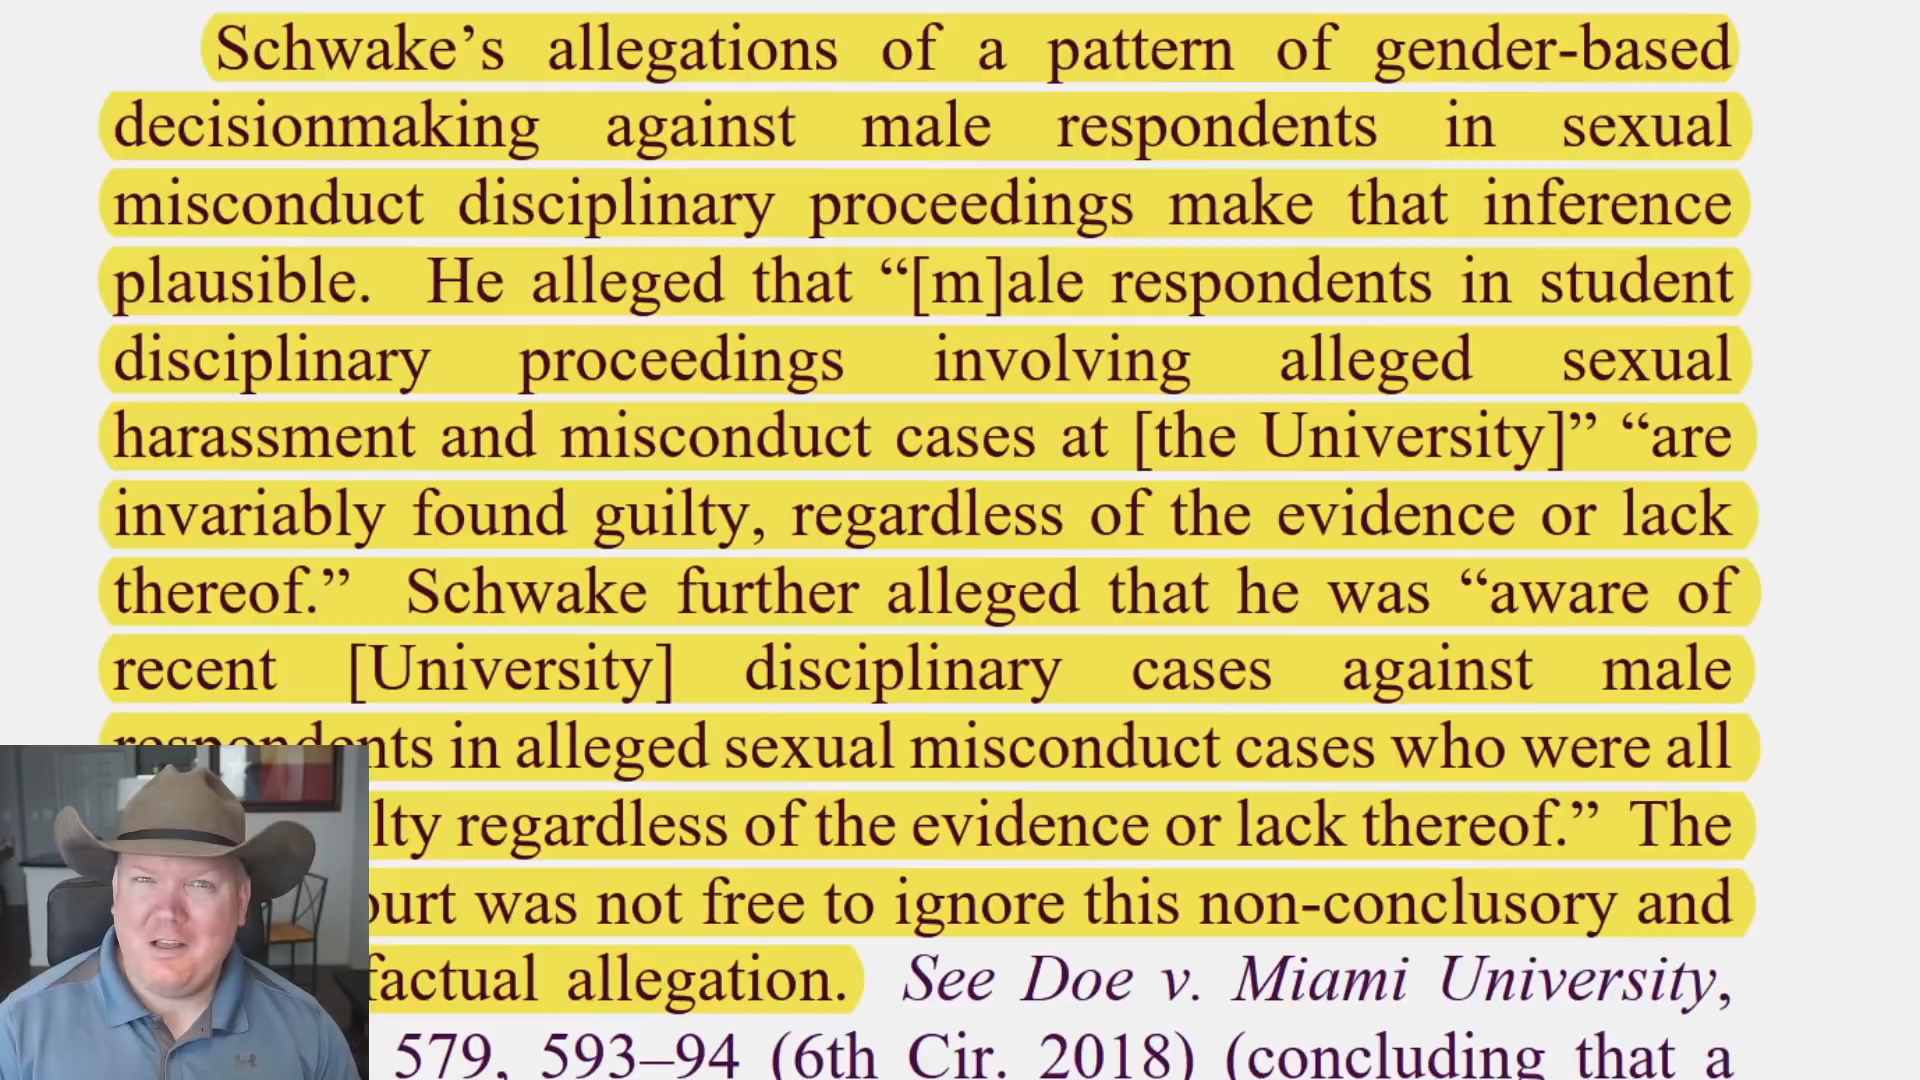 Schwake’s allegations of a pattern of gender-based
decisionmaking against male respondents in sexual
misconduct disciplinary proceedings make that inference
plausible. He alleged that “[m]ale respondents in student
disciplinary proceedings involving alleged sexual
harassment and misconduct cases at [the University]” “are
invariably found guilty, regardless of the evidence or lack
thereof.” Schwake further alleged that he was “aware of
recent [University] disciplinary cases against male
respondents in alleged sexual misconduct cases who were all
lty regardless of the evidence or lack thereof.” The
ourt was not free to ignore this non-conclusory and
factual allegation. See Doe v. Miami University,
579, 593–94 (6th Cir. 2018) (concluding that a